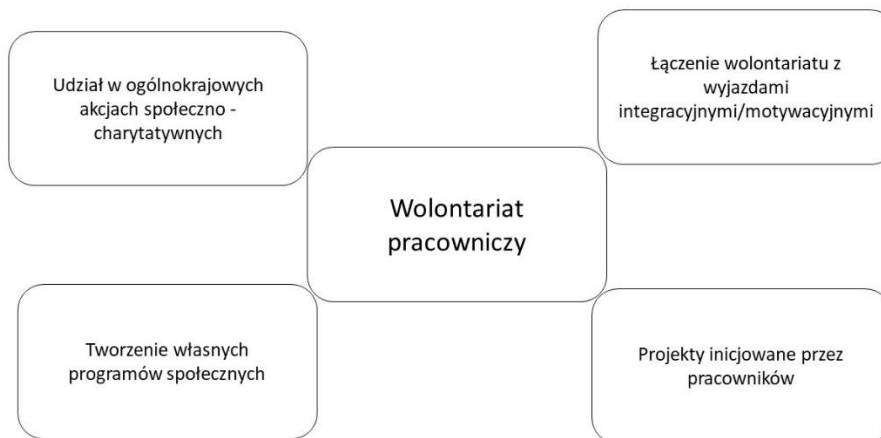 Udział w ogólnokrajowych
akcjach społeczno -
charytatywnych
Łączenie wolontariatu z
wyjazdami
integracyjnymi/motywacyjnymi
Wolontariat
pracowniczy
Tworzenie własnych
programów społecznych
Projekty inicjowane przez
pracowników